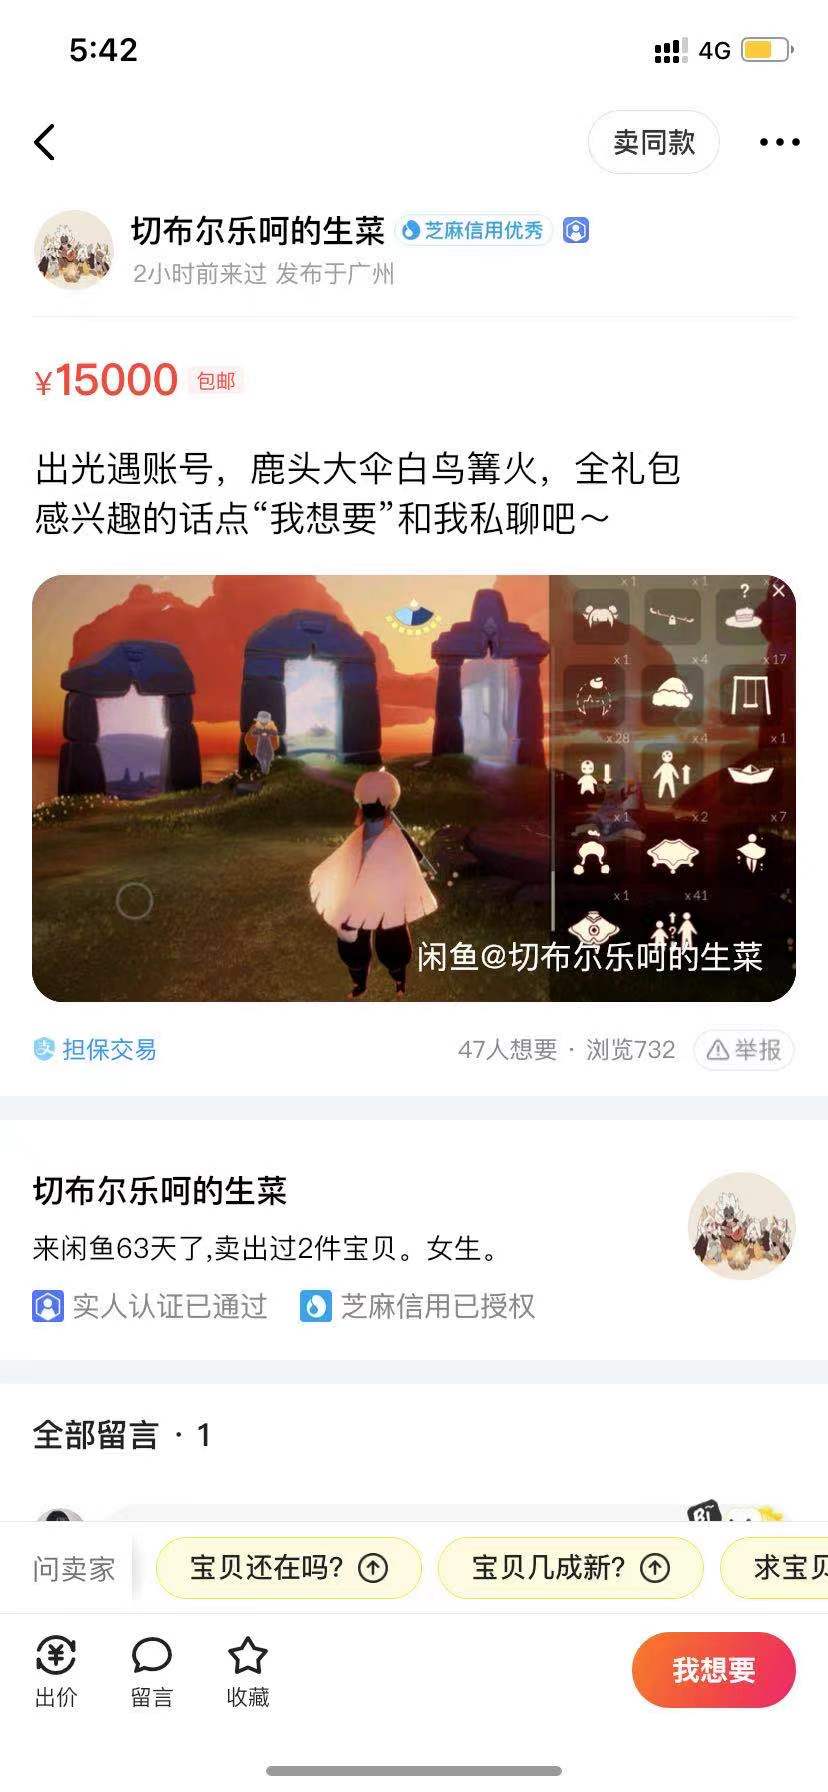 5:42
4G
卖同款
切布尔乐呵的生菜
芝麻信用优秀
2小时前来过 发布于广州
¥15000 包邮
出光遇账号，鹿头大伞白鸟篝火，全礼包
感兴趣的话点“我想要”和我私聊吧～
x1 x1
?
x1 x4 x17
x28 x4 x1
x1 x2 x7
x1 x41
闲鱼@切布尔乐呵的生菜
担保交易
47人想要 · 浏览732
举报
切布尔乐呵的生菜
来闲鱼63天了,卖出过2件宝贝。女生。
实人认证已通过
芝麻信用已授权
全部留言 · 1
问卖家
宝贝还在吗?
宝贝几成新?
求宝贝
出价
留言
收藏
我想要